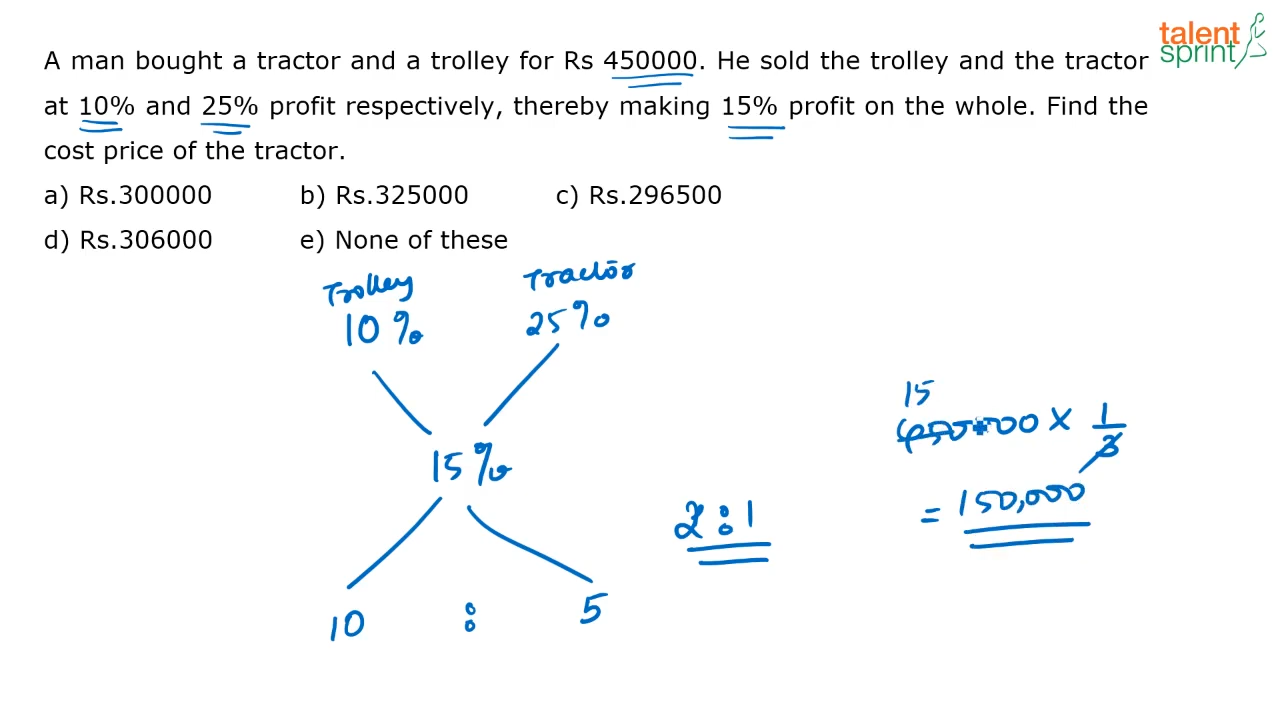 talent
sprint
A man bought a tractor and a trolley for Rs 450000. He sold the trolley and the tractor
at 10% and 25% profit respectively, thereby making 15% profit on the whole. Find the
cost price of the tractor.
a) Rs.300000 b) Rs.325000 c) Rs.296500
d) Rs.306000 e) None of these
Trolley Tractor
10% 25%
15%
10 : 5
2 : 1
15
450000 × 1/3
= 150,000